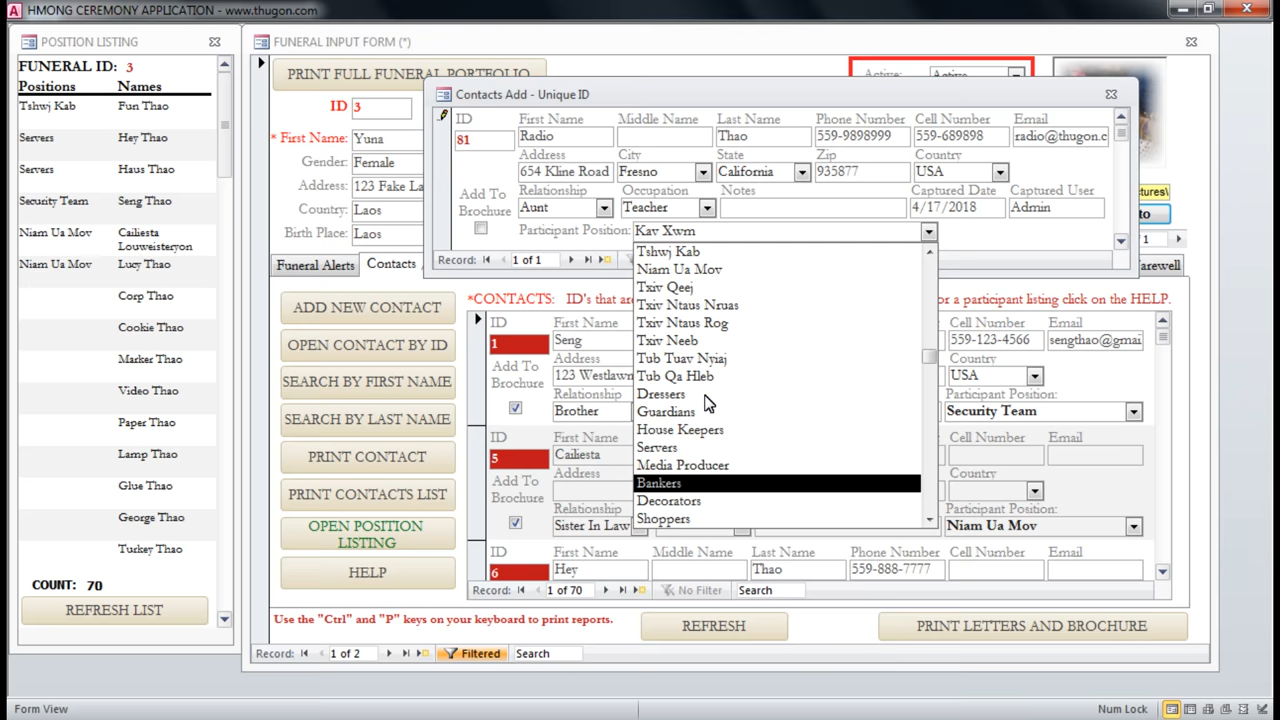 HMONG CEREMONY APPLICATION - www.thugon.com
POSITION LISTING
FUNERAL ID: 3
Positions Names
Tshwj Kab Fun Thao
Servers Hey Thao
Servers Haus Thao
Security Team Seng Thao
Niam Ua Mov Cailiesta Louweisteryon
Niam Ua Mov Lucy Thao
Corp Thao
Cookie Thao
Marker Thao
Video Thao
Paper Thao
Lamp Thao
Glue Thao
George Thao
Turkey Thao
COUNT: 70
REFRESH LIST
FUNERAL INPUT FORM (*)
PRINT FULL FUNERAL PORTFOLIO
Active: Active
ID 3
* First Name: Yuna
Gender: Female
Address: 123 Fake La
Country: Laos
Birth Place: Laos
Funeral Alerts Contacts
Contacts Add - Unique ID
ID First Name Middle Name Last Name Phone Number Cell Number Email
81 Radio Thao 559-9898999 559-689898 radio@thugon.c
Address City State Zip Country
654 Kline Road Fresno California 935877 USA
Add To Brochure
Relationship Occupation Notes Captured Date Captured User
Aunt Teacher 4/17/2018 Admin
Participant Position: Kav Xwm
Record: 1 of 1
Tshwj Kab
Niam Ua Mov
Txiv Qeej
Txiv Ntaus Nruas
Txiv Ntaus Rog
Txiv Neeb
Tub Tuav Nyiaj
Tub Qa Hleb
Dressers
Guardians
House Keepers
Servers
Media Producer
Bankers
Decorators
Shoppers
ctures\
to
1
arewell
ADD NEW CONTACT
OPEN CONTACT BY ID
SEARCH BY FIRST NAME
SEARCH BY LAST NAME
PRINT CONTACT
PRINT CONTACTS LIST
OPEN POSITION LISTING
HELP
*CONTACTS: ID's that are
or a participant listing click on the HELP.
ID First Name Cell Number Email
1 Seng 559-123-4566 sengthao@gmai
Add To Brochure
Address Country
123 Westlawn USA
Relationship Participant Position:
Brother Security Team
ID First Name Cell Number Email
5 Cailiesta
Add To Brochure
Address Country
Relationship Participant Position
Sister In Law Niam Ua Mov
ID First Name Middle Name Last Name Phone Number Cell Number Email
6 Hey Thao 559-888-7777
Record: 1 of 70 No Filter Search
Use the "Ctrl" and "P" keys on your keyboard to print reports.
REFRESH
PRINT LETTERS AND BROCHURE
Record: 1 of 2 Filtered Search
Form View Num Lock